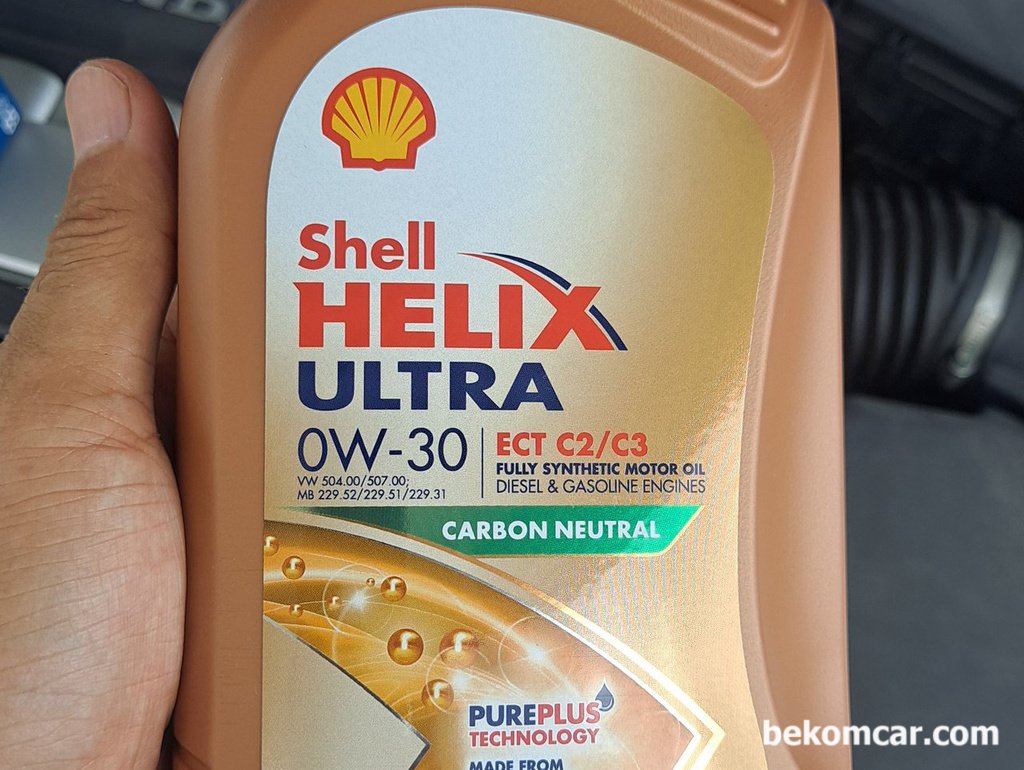 Shell
HELIX
ULTRA
0W-30
VW 504.00/507.00;
MB 229.52/229.51/229.31
ECT C2/C3
FULLY SYNTHETIC MOTOR OIL
DIESEL & GASOLINE ENGINES
CARBON NEUTRAL
PUREPLUS
TECHNOLOGY
MADE FROM
bekomcar.com